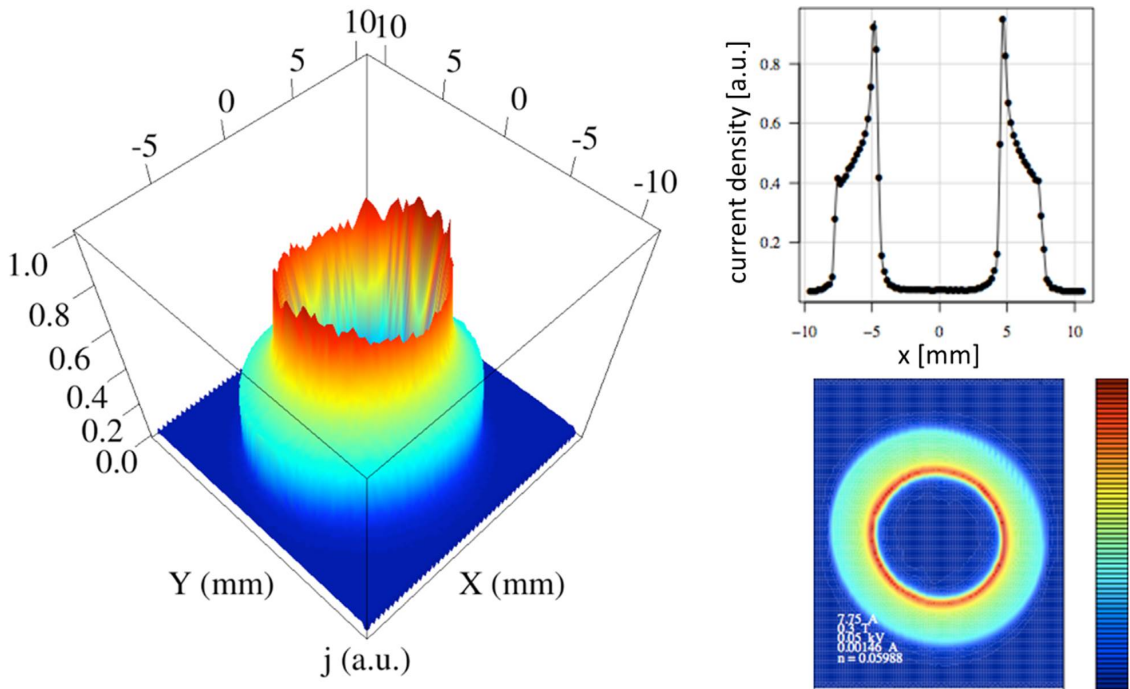 10 10
5 5
0 0
-5 -5
-10
1.0
0.8
0.6
0.4
0.2
0.0
Y (mm)
X (mm)
j (a.u.)
0.8
0.6
0.4
0.2
current density [a.u.]
-10 -5 0 5 10
x [mm]
7.75 A
0.3 T
0.05 kV
0.00146 A
n = 0.05988